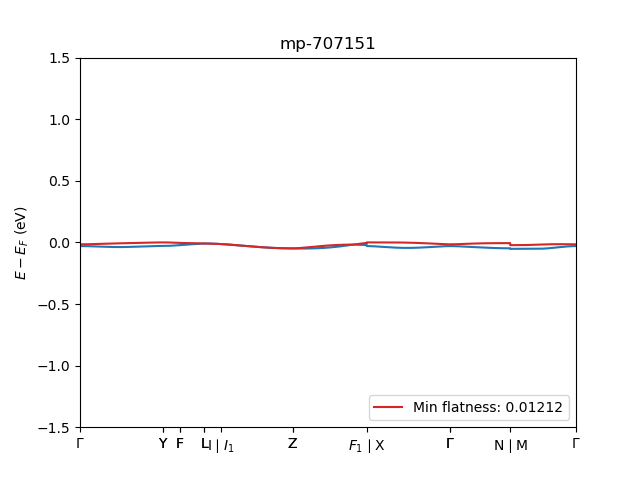 mp-707151
1.5
1.0
0.5
0.0
−0.5
−1.0
−1.5
E − E_F (eV)
Min flatness: 0.01212
Γ Y F L I | I₁ Z F₁ | X Γ N | M Γ